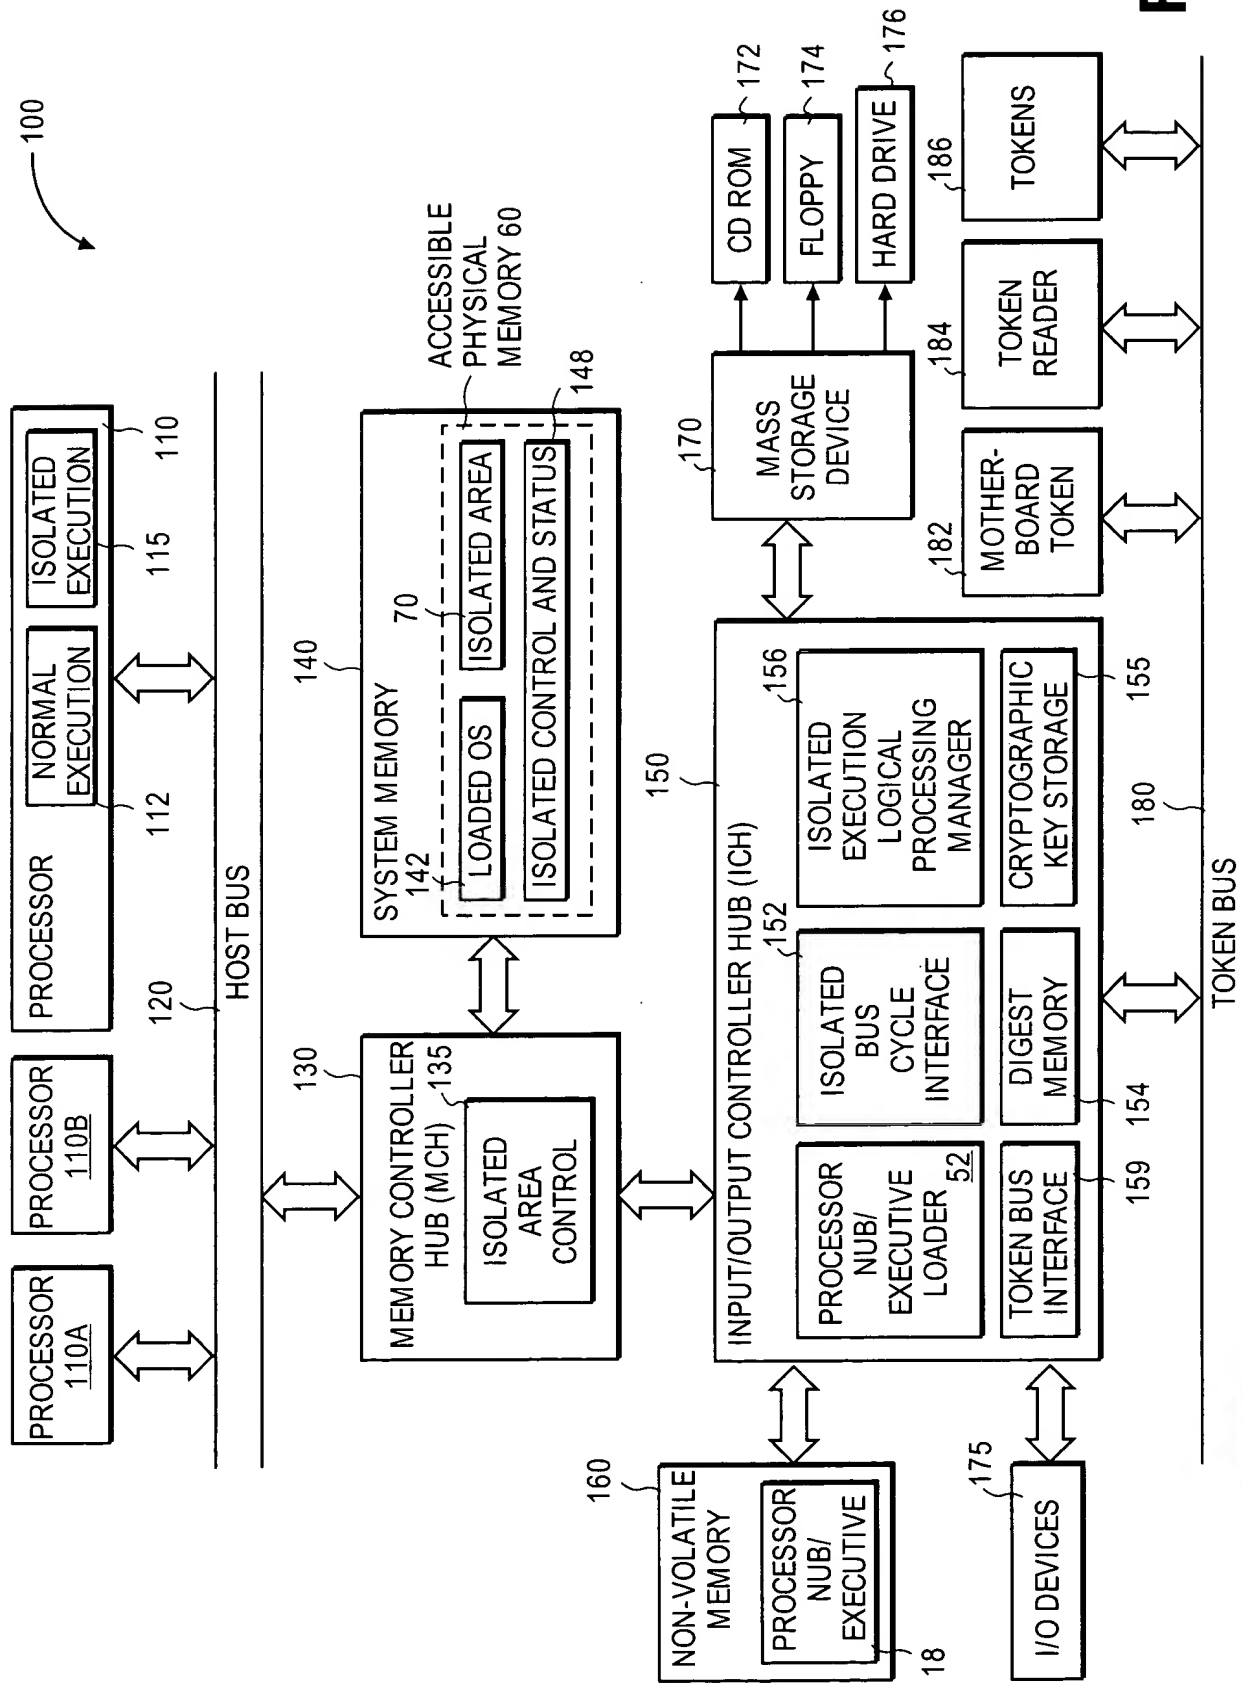 100
PROCESSOR
110A
PROCESSOR
110B
PROCESSOR
NORMAL
EXECUTION
112
ISOLATED
EXECUTION
115
110
120
HOST BUS
130
MEMORY CONTROLLER
HUB (MCH)
135
ISOLATED
AREA
CONTROL
140
SYSTEM MEMORY
142
LOADED OS
70
ISOLATED AREA
ISOLATED CONTROL AND STATUS
148
ACCESSIBLE
PHYSICAL
MEMORY 60
160
NON-VOLATILE
MEMORY
PROCESSOR
NUB/
EXECUTIVE
18
150
INPUT/OUTPUT CONTROLLER HUB (ICH)
PROCESSOR
NUB/
EXECUTIVE
LOADER
52
152
ISOLATED
BUS
CYCLE
INTERFACE
156
ISOLATED
EXECUTION
LOGICAL
PROCESSING
MANAGER
TOKEN BUS
INTERFACE
159
DIGEST
MEMORY
154
CRYPTOGRAPHIC
KEY STORAGE
155
170
MASS
STORAGE
DEVICE
CD ROM
172
FLOPPY
174
HARD DRIVE
176
175
I/O DEVICES
182
MOTHER-
BOARD
TOKEN
184
TOKEN
READER
186
TOKENS
180
TOKEN BUS